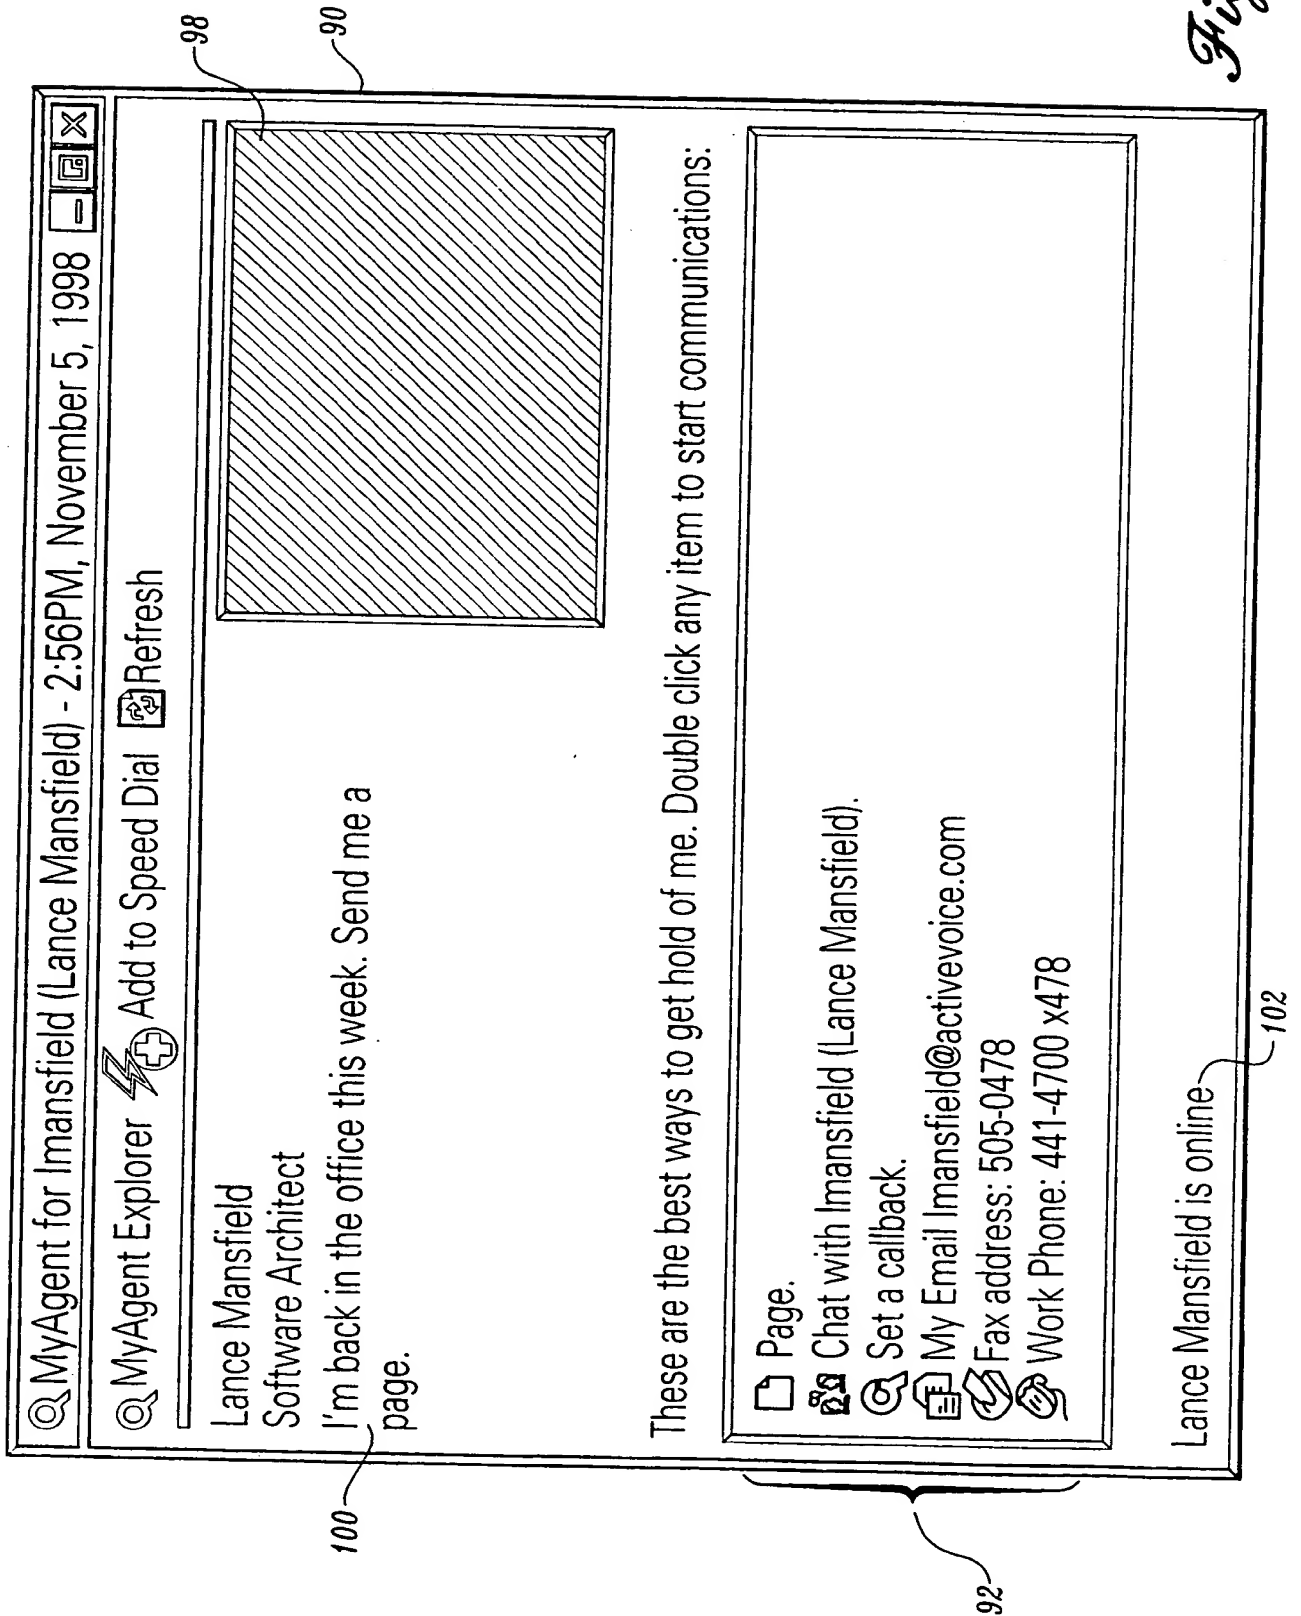 MyAgent for Imansfield (Lance Mansfield) - 2:56PM, November 5, 1998
MyAgent Explorer Add to Speed Dial Refresh
98
90
Lance Mansfield
Software Architect
I'm back in the office this week. Send me a
page.
100
These are the best ways to get hold of me. Double click any item to start communications:
Page.
Chat with Imansfield (Lance Mansfield).
Set a callback.
My Email Imansfield@activevoice.com
Fax address: 505-0478
Work Phone: 441-4700 x478
92
Lance Mansfield is online
102